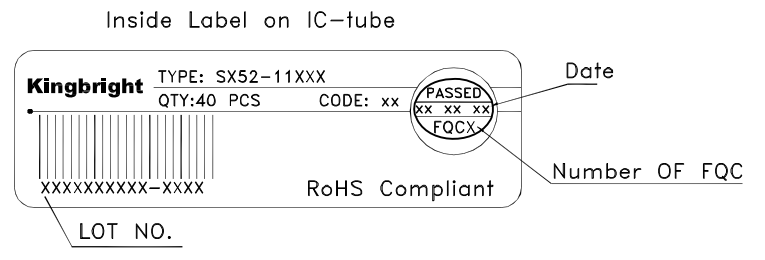 Inside Label on IC-tube
Kingbright
TYPE: SX52-11XXX
QTY:40 PCS CODE: xx
PASSED
xx xx xx
FQCX
Date
Number OF FQC
XXXXXXXXXX-XXXX
RoHS Compliant
LOT NO.